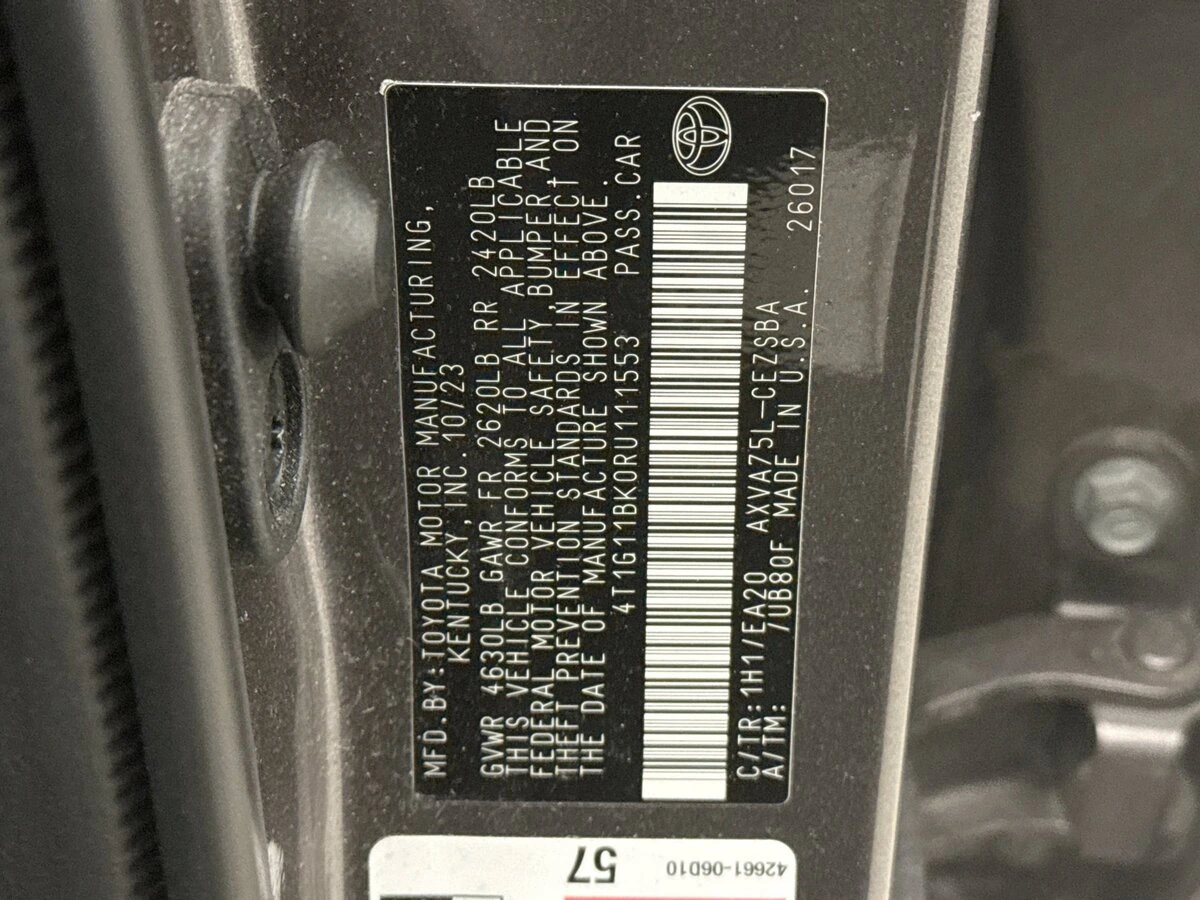 MFD.BY:TOYOTA MOTOR MANUFACTURING,
KENTUCKY,INC.10/23
GVWR 4630LB GAWR FR 2620LB RR 2420LB
THIS VEHICLE CONFORMS TO ALL APPLICABLE
FEDERAL MOTOR VEHICLE SAFETY,BUMPER,AND
THEFT PREVENTION STANDARDS IN EFFECT ON
THE DATE OF MANUFACTURE SHOWN ABOVE.
4T1G11BK0RU111553 PASS.CAR
C/TR:1H1/EA20 AXVA75L-CEZSBA
A/TM: /UB80F MADE IN U.S.A. 26017
57
42661-06D10